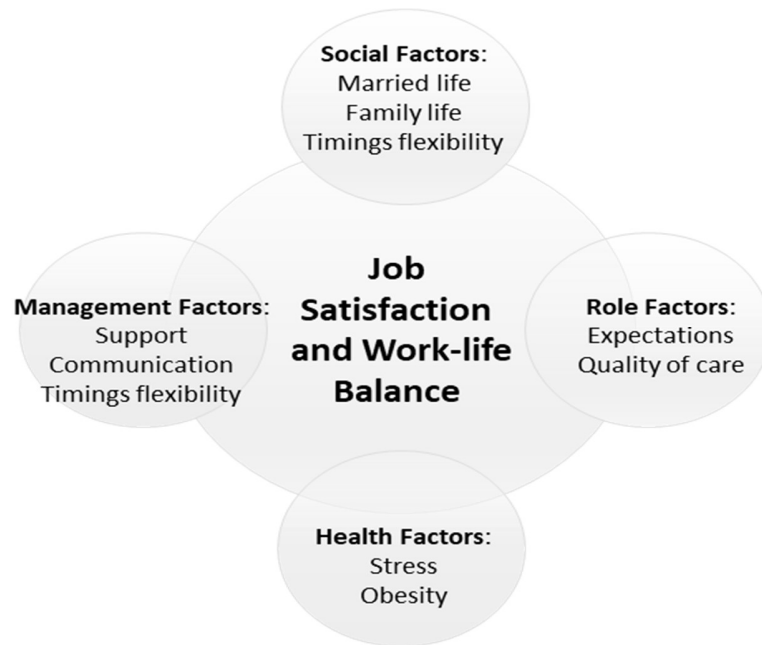 Social Factors:
Married life
Family life
Timings flexibility
Job
Satisfaction
and Work-life
Balance
Management Factors:
Support
Communication
Timings flexibility
Role Factors:
Expectations
Quality of care
Health Factors:
Stress
Obesity